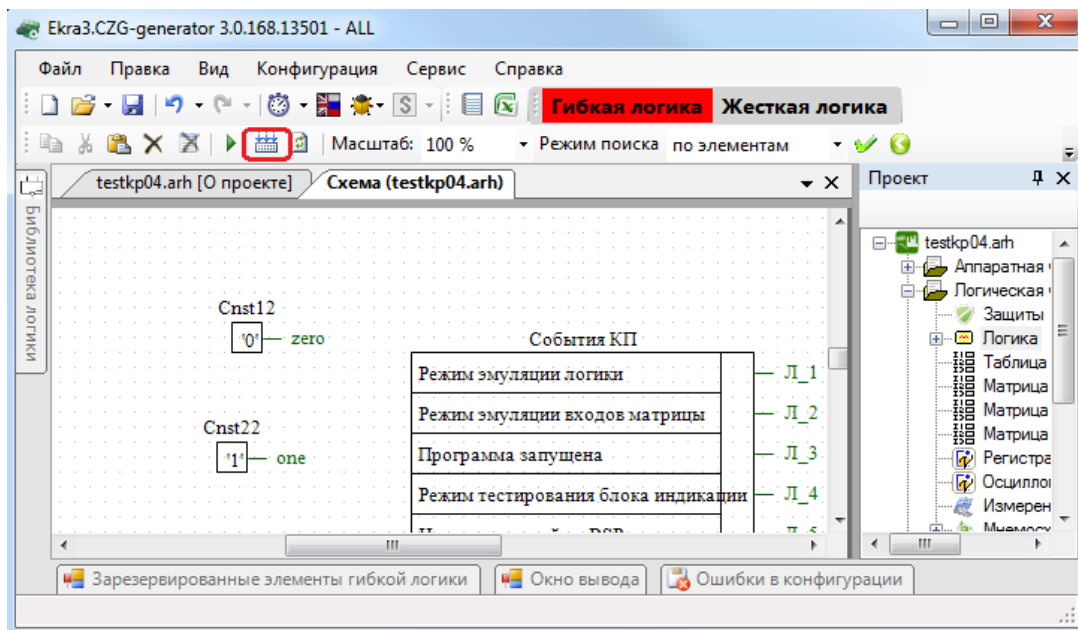 Ekra3.CZG-generator 3.0.168.13501 - ALL
Файл Правка Вид Конфигурация Сервис Справка
Гибкая логика Жесткая логика
Масштаб: 100 % Режим поиска по элементам
testkp04.arh [О проекте] Схема (testkp04.arh) Проект
Библиотека логики
testkp04.arh
Аппаратная
Логическая
Защиты
Логика
Таблица
Матрица
Матрица
Матрица
Регистра
Осцилло
Измерен
Cnst12
'0' zero
Cnst22
'1' one
События КП
Режим эмуляции логики Л_1
Режим эмуляции входов матрицы Л_2
Программа запущена Л_3
Режим тестирования блока индикации Л_4
Зарезервированные элементы гибкой логики Окно вывода Ошибки в конфигурации